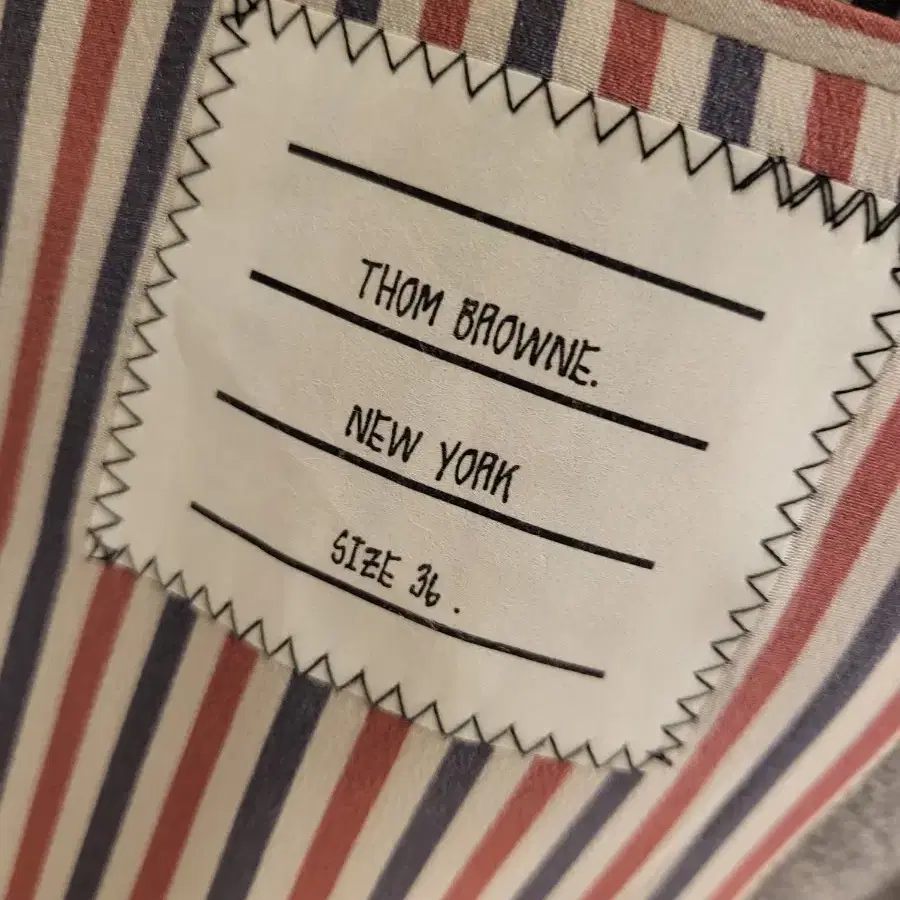 THOM BROWNE.
NEW YORK
SIZE 36 .